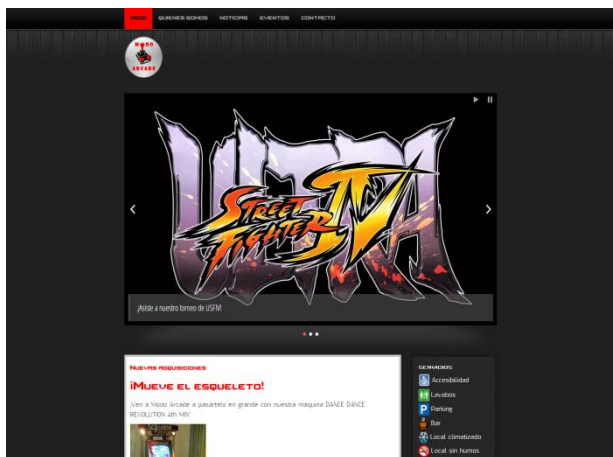 INICIO QUIENES SOMOS NOTICIAS EVENTOS CONTACTO
MODO
ARCADE
ULTRA
STREET
FIGHTER IV
¡Asiste a nuestro torneo de USFIV!
NUEVAS ADQUISICIONES
¡MUEVE EL ESQUELETO!
¡Ven a Modo Arcade a pasártelo en grande con nuestra máquina DANCE DANCE
REVOLUTION 4th MIX!
SERVICIOS
Accesibilidad
Lavabos
P Parking
Bar
Local climatizado
Local sin humos